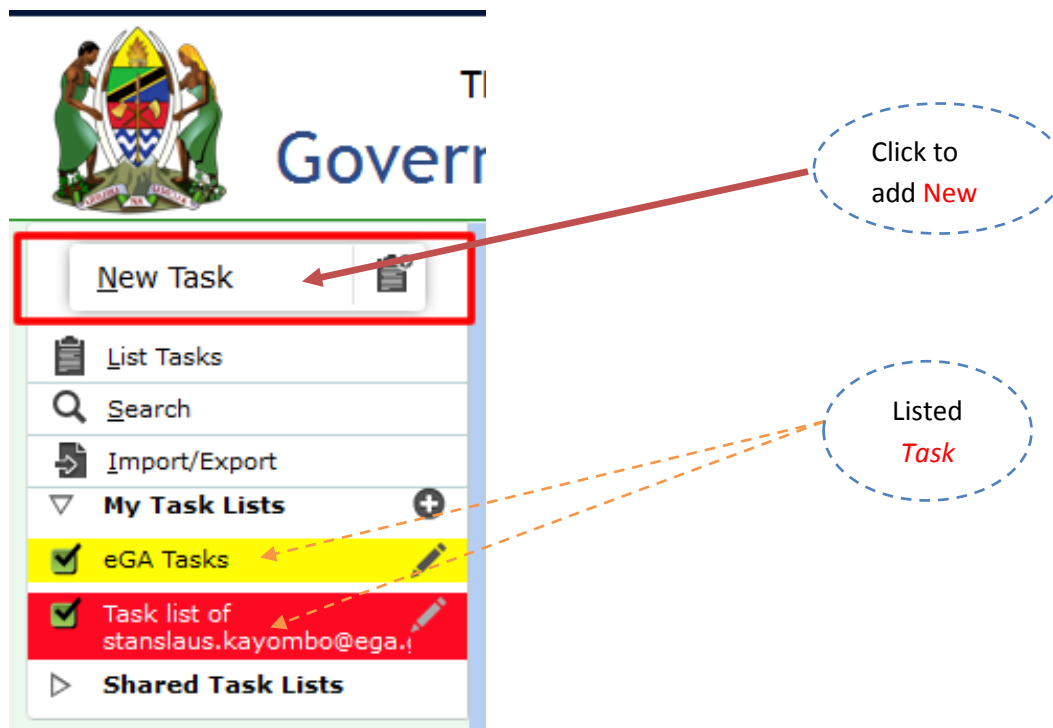 Gover
New Task
List Tasks
Search
Import/Export
My Task Lists
eGA Tasks
Task list of
stanslaus.kayombo@ega.
Shared Task Lists
Click to
add New
Listed
Task